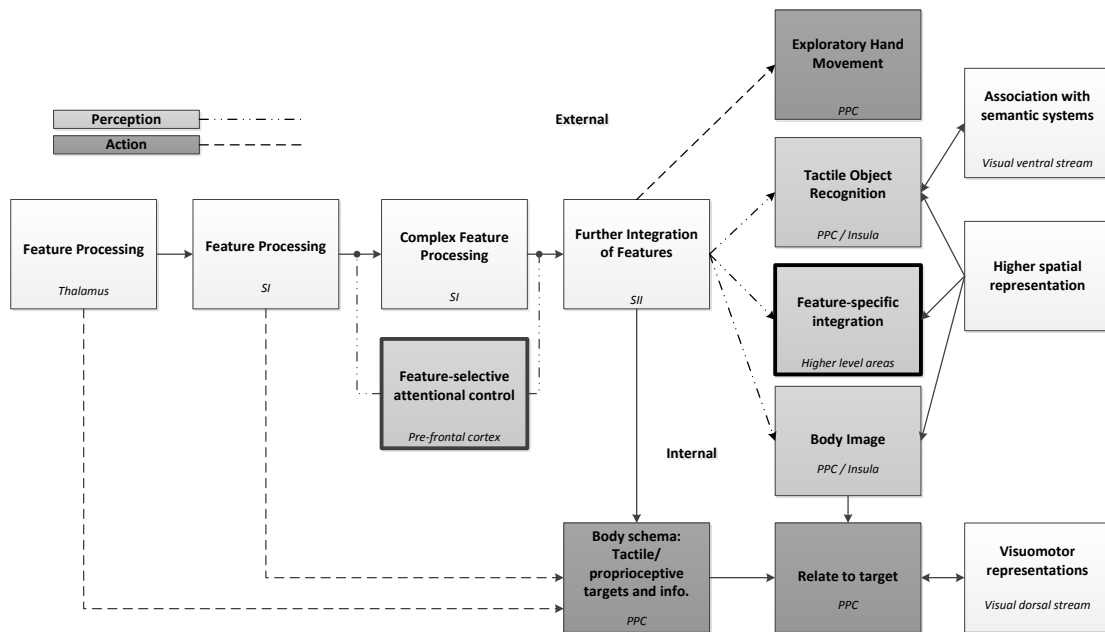 Exploratory Hand
Movement
PPC
Perception
Action
External
Association with
semantic systems
Visual ventral stream
Tactile Object
Recognition
PPC / Insula
Feature Processing
Thalamus
Feature Processing
SI
Complex Feature
Processing
SI
Further Integration
of Features
SII
Feature-specific
integration
Higher level areas
Higher spatial
representation
Feature-selective
attentional control
Pre-frontal cortex
Internal
Body Image
PPC / Insula
Body schema:
Tactile/
proprioceptive
targets and info.
PPC
Relate to target
PPC
Visuomotor
representations
Visual dorsal stream